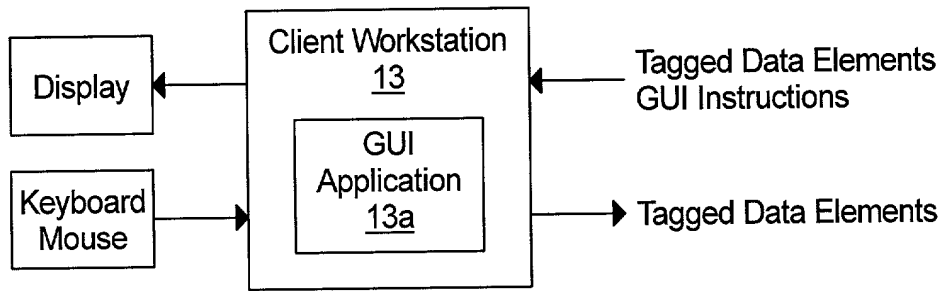 Display
Keyboard
Mouse
Client Workstation
13
GUI
Application
13a
Tagged Data Elements
GUI Instructions
Tagged Data Elements